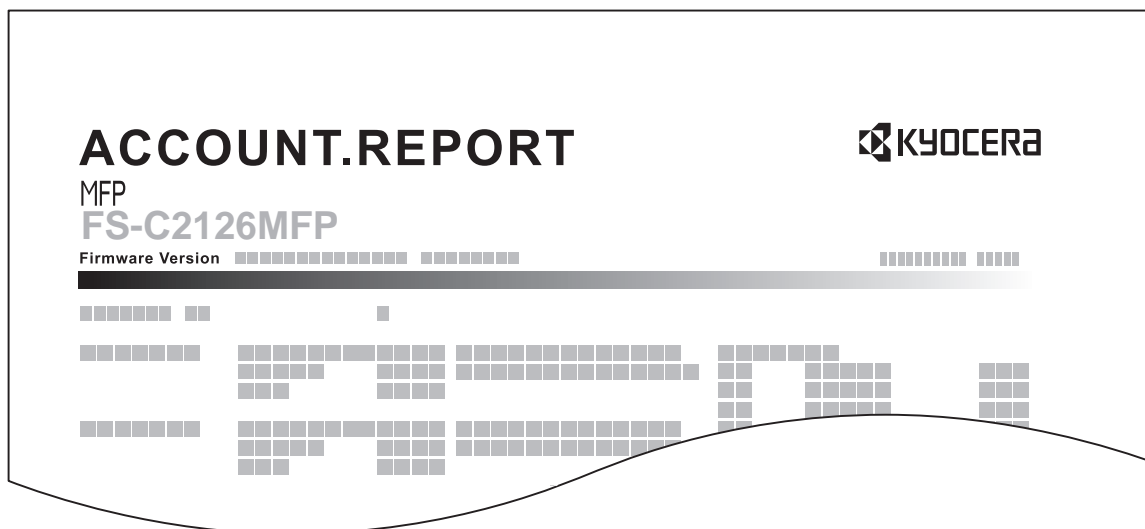 ACCOUNT.REPORT
KYOCERA
MFP
FS-C2126MFP
Firmware Version